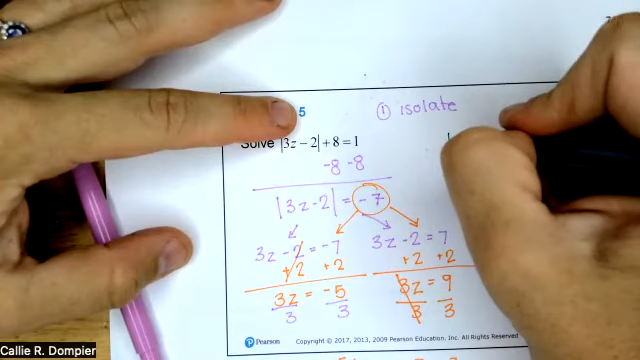 5
① isolate
Solve |3z − 2| + 8 = 1
-8 -8
|3z - 2| = -7
3z - 2 = -7
3z - 2 = 7
+2 +2
+2 +2
3z = -5
3z = 9
3 3
3 3
Pearson
Copyright © 2017, 2013, 2009 Pearson Education, Inc. All Rights Reserved
Callie R. Dompier